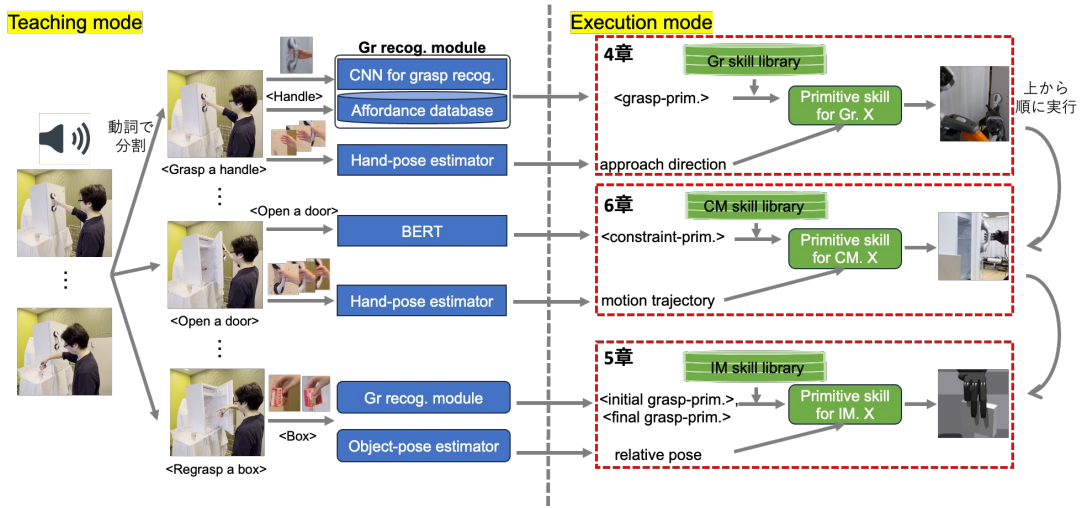 Teaching mode
動詞で
分割
<Grasp a handle>
⋮
<Open a door>
⋮
<Regrasp a box>
⋮
<Handle>
Gr recog. module
CNN for grasp recog.
Affordance database
Hand-pose estimator
<Open a door>
BERT
Hand-pose estimator
<Box>
Gr recog. module
Object-pose estimator
Execution mode
4章
Gr skill library
<grasp-prim.>
Primitive skill
for Gr. X
approach direction
6章
CM skill library
<constraint-prim.>
Primitive skill
for CM. X
motion trajectory
5章
IM skill library
<initial grasp-prim.>,
<final grasp-prim.>
Primitive skill
for IM. X
relative pose
上から
順に実行